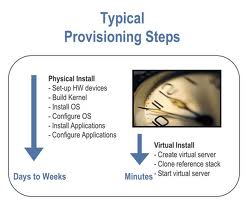 Typical
Provisioning Steps
Physical Install
- Set-up HW devices
- Build Kernel
- Install OS
- Configure OS
- Install Applications
- Configure Applications
Days to Weeks
Virtual Install
- Create virtual server
- Clone reference stack
- Start virtual server
Minutes